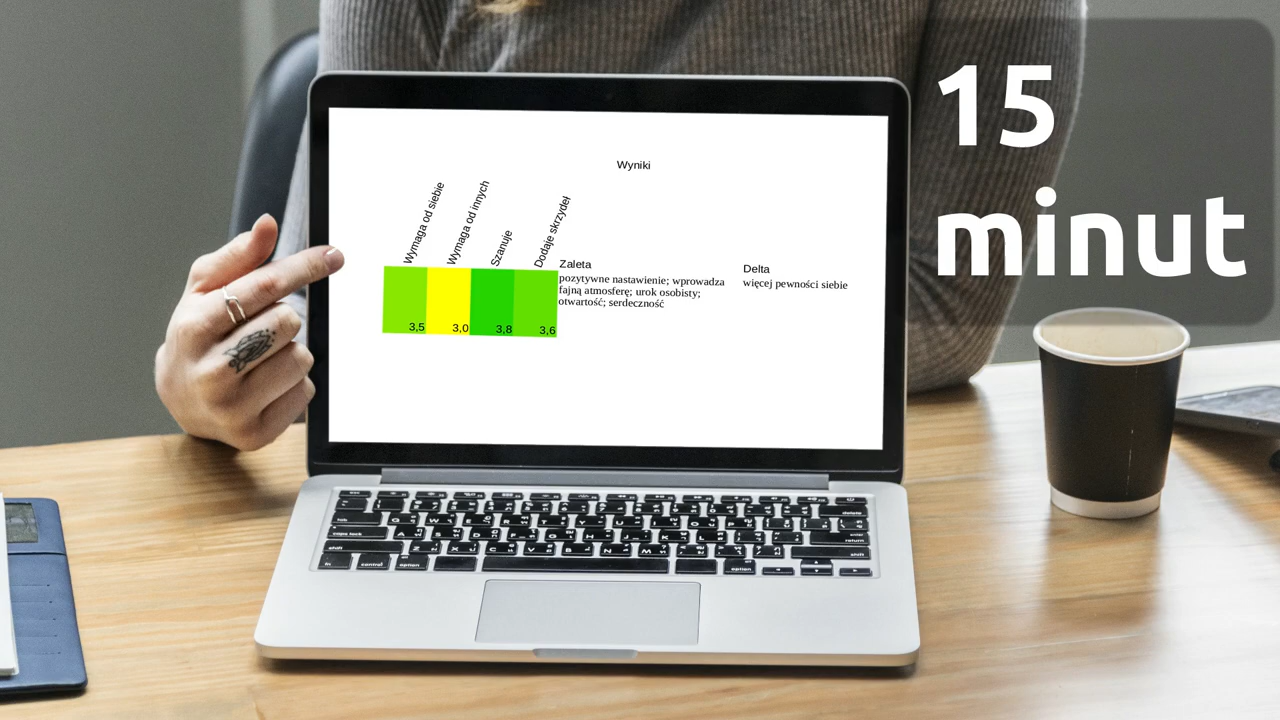 15
minut
Wyniki
Wymaga od siebie
Wymaga od innych
Szanuje
Dodaje skrzydeł
3,5
3,0
3,8
3,6
Zaleta
pozytywne nastawienie; wprowadza
fajną atmosferę; urok osobisty;
otwartość; serdeczność
Delta
więcej pewności siebie